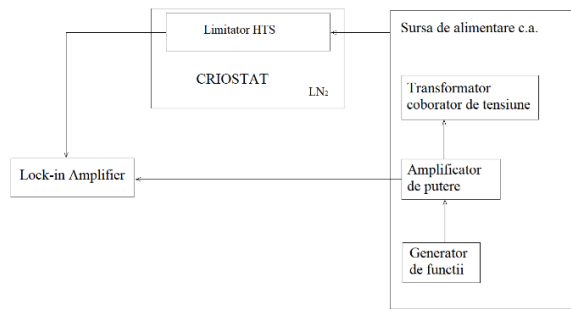 Limitator HTS
CRIOSTAT
LN₂
Sursa de alimentare c.a.
Transformator
coborator de tensiune
Lock-in Amplifier
Amplificator
de putere
Generator
de functii